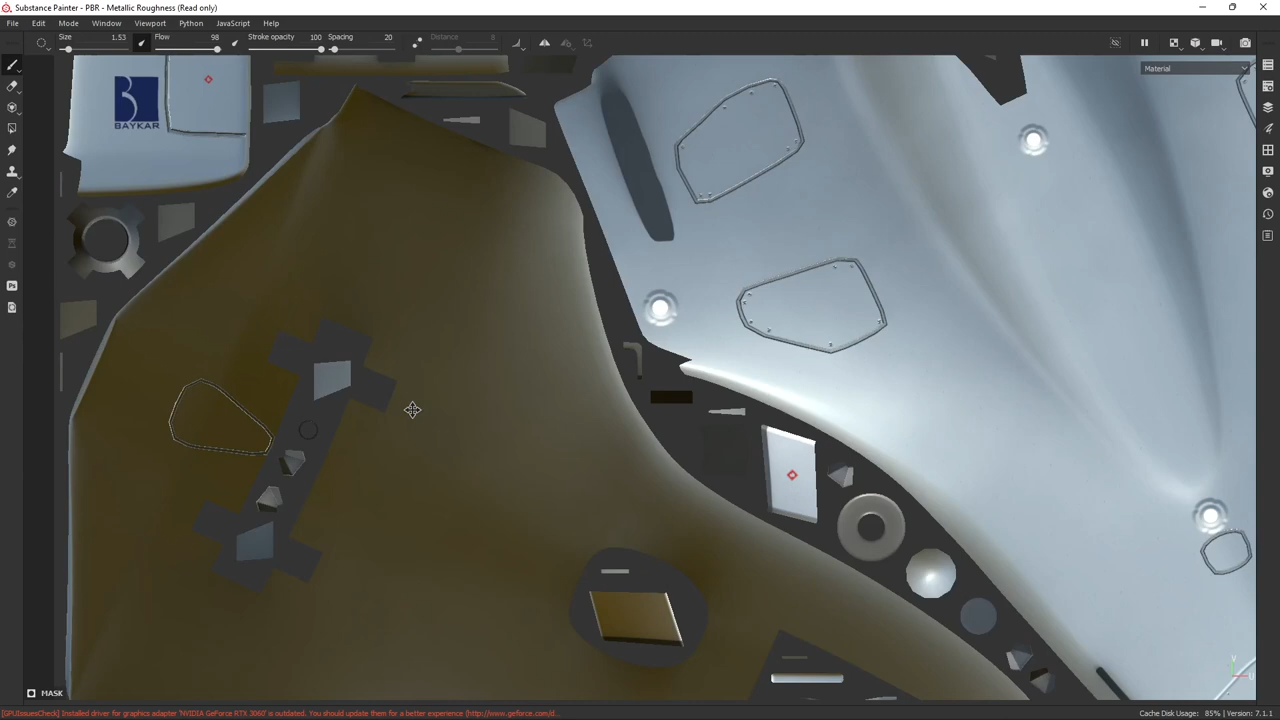 Substance Painter - PBR - Metallic Roughness (Read only)
File Edit Mode Window Viewport Python JavaScript Help
Size 1.53 Flow 98 Stroke opacity 100 Spacing 20 Distance 8
Material
BAYKAR
Ps
V
U
MASK
[GPUIssuesCheck] Installed driver for graphics adapter 'NVIDIA GeForce RTX 3060' is outdated. You should update them for a better experience (http://www.geforce.com/d
Cache Disk Usage: 85% | Version: 7.1.1